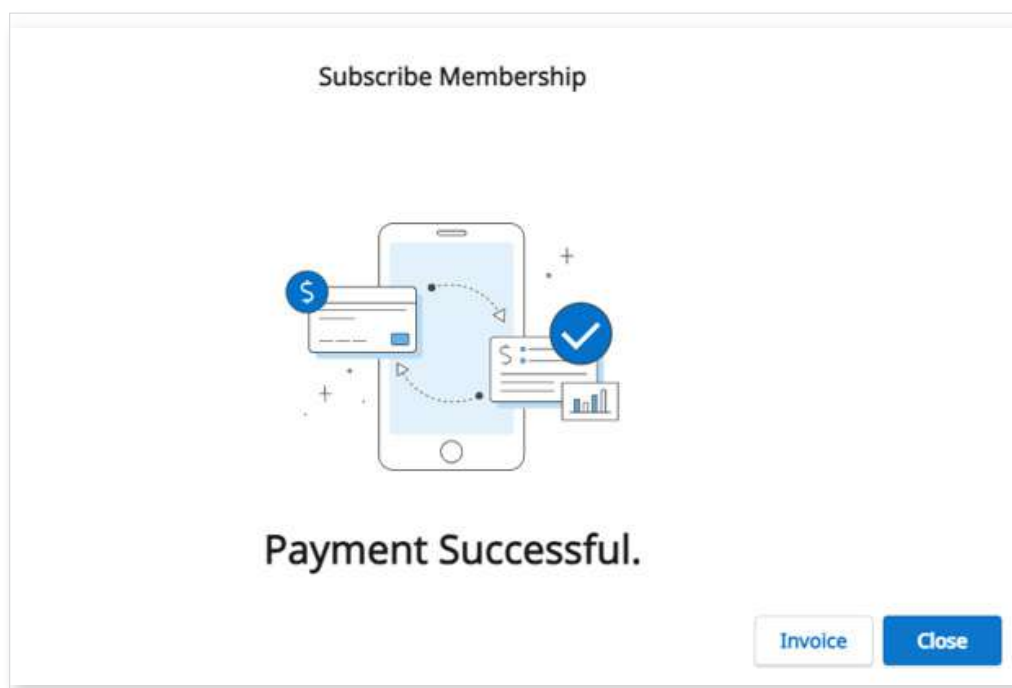 Subscribe Membership
$
$
Payment Successful.
Invoice
Close